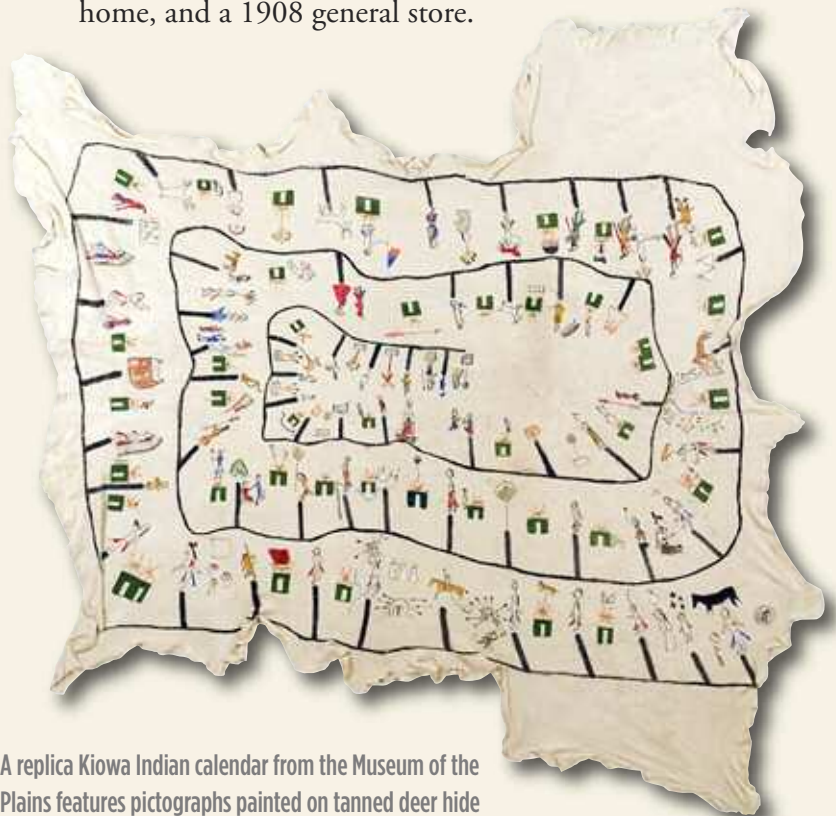 home, and a 1908 general store.
A replica Kiowa Indian calendar from the Museum of the
Plains features pictographs painted on tanned deer hide